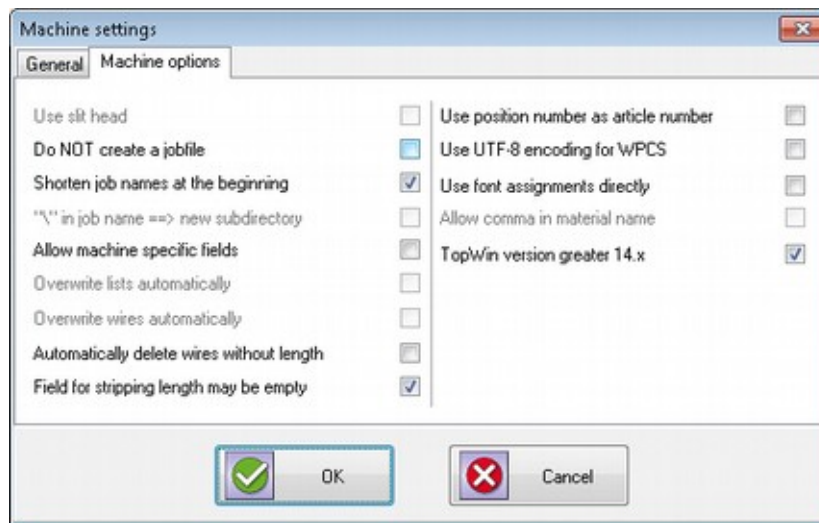 Machine settings
General
Machine options
Use slit head
Do NOT create a jobfile
Shorten job names at the beginning
"\" in job name ==> new subdirectory
Allow machine specific fields
Overwrite lists automatically
Overwrite wires automatically
Automatically delete wires without length
Field for stripping length may be empty
Use position number as article number
Use UTF-8 encoding for WPCS
Use font assignments directly
Allow comma in material name
TopWin version greater 14.x
OK
Cancel